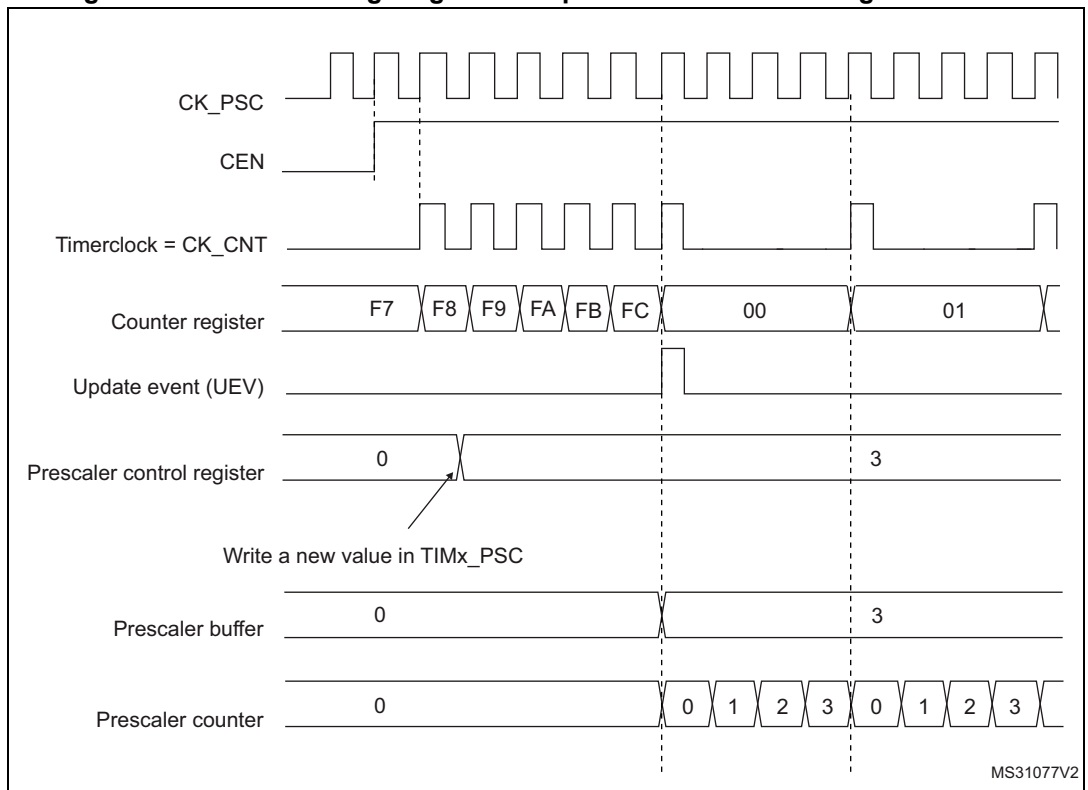 CK_PSC
CEN
Timerclock = CK_CNT
Counter register F7 F8 F9 FA FB FC 00 01
Update event (UEV)
Prescaler control register 0 3
Write a new value in TIMx_PSC
Prescaler buffer 0 3
Prescaler counter 0 0 1 2 3 0 1 2 3
MS31077V2